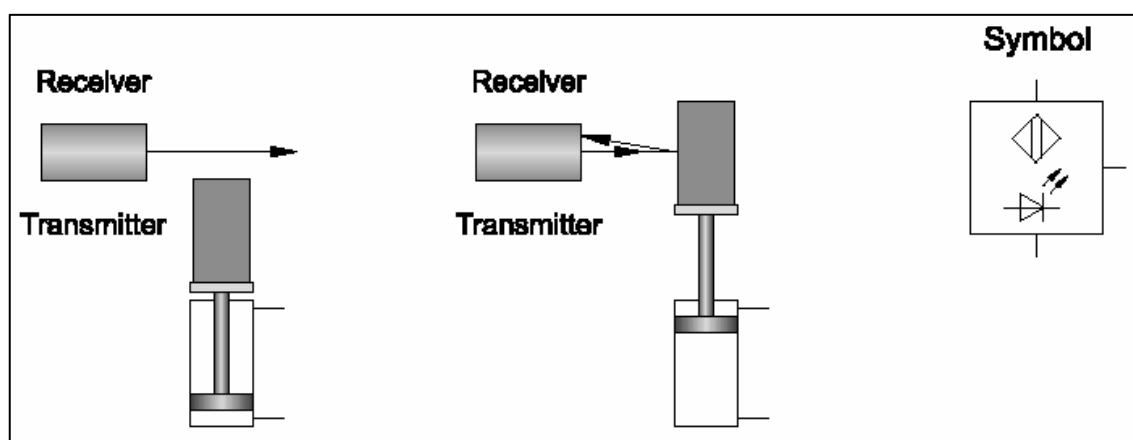 Symbol
Receiver
Receiver
Transmitter
Transmitter